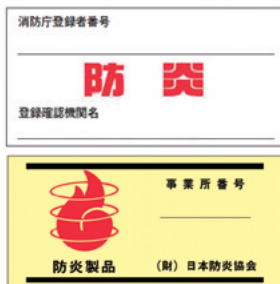 消防庁登録者番号
防炎
登録確認機関名
事業所番号
防炎製品
(財)日本防炎協会